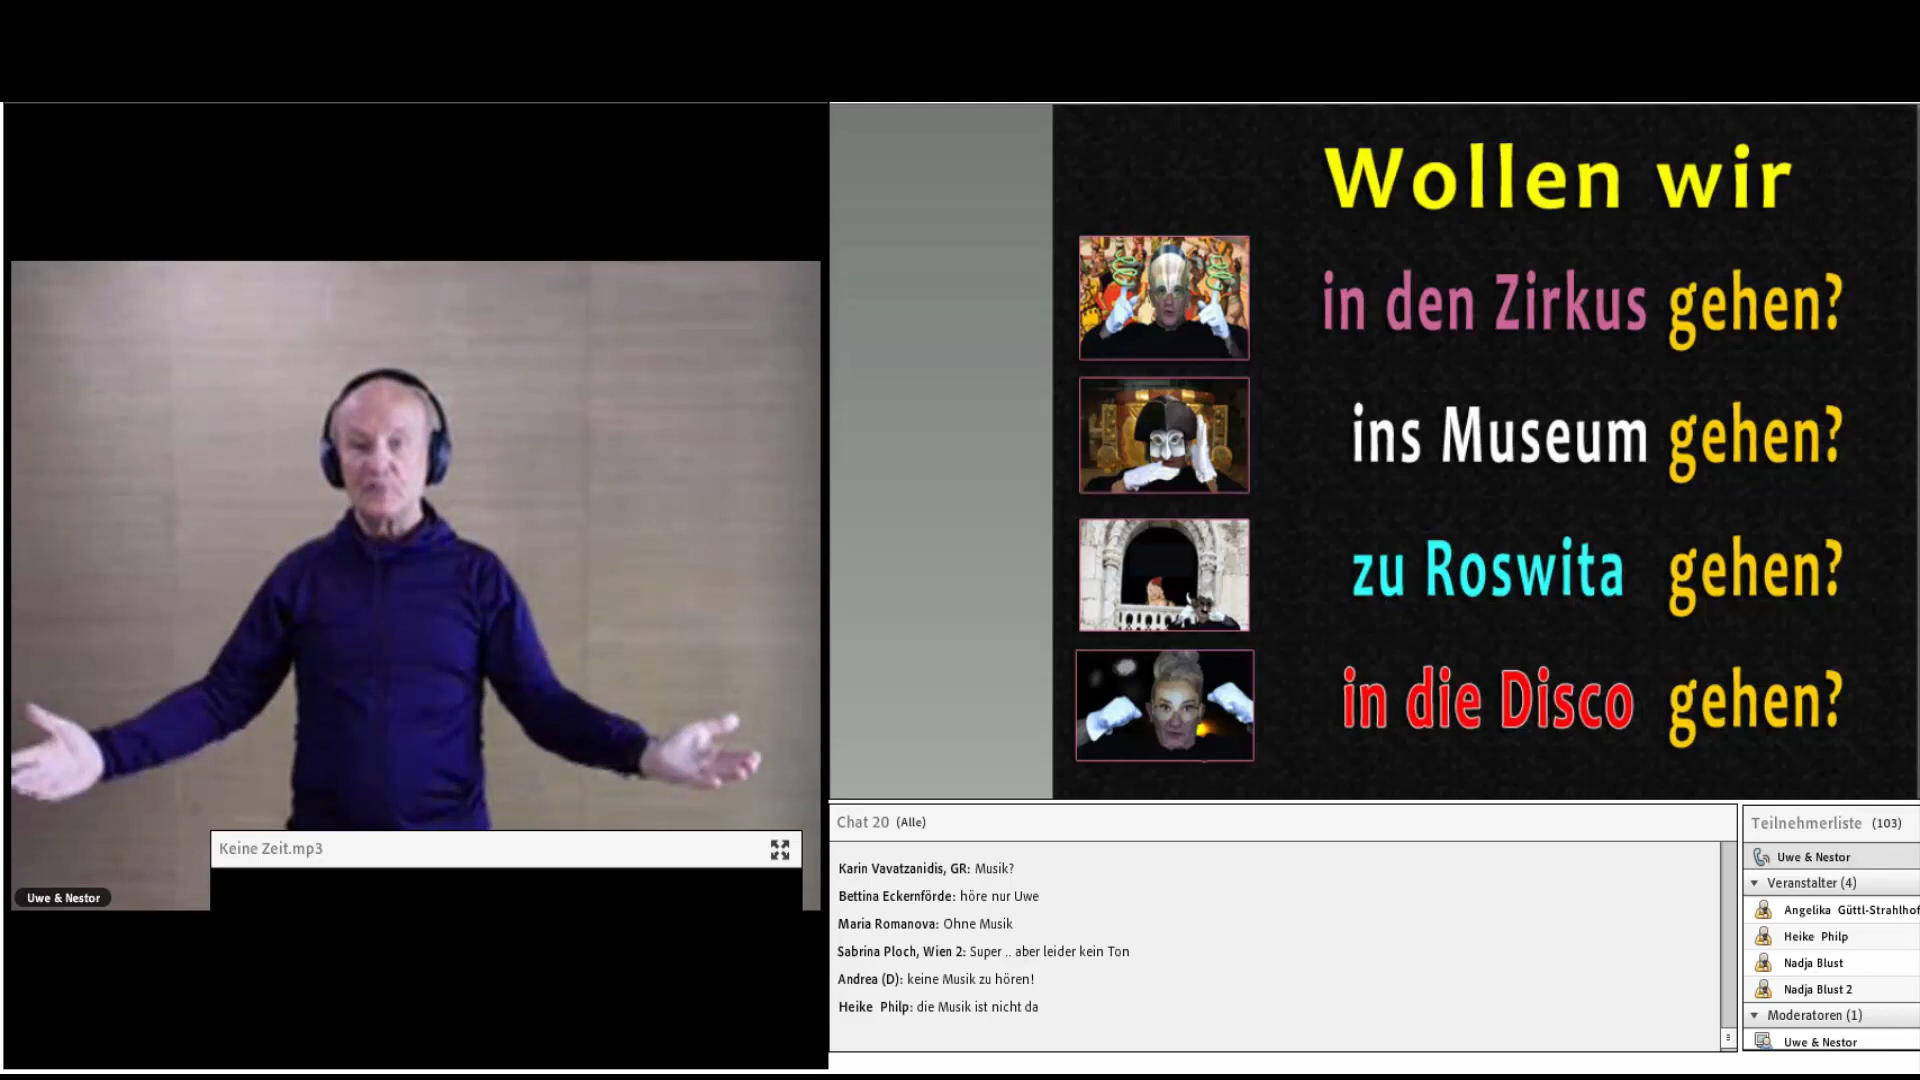 Wollen wir
in den Zirkus gehen?
ins Museum gehen?
zu Roswita gehen?
in die Disco gehen?
Keine Zeit.mp3
Uwe & Nestor
Chat 20 (Alle)
Karin Vavatzanidis, GR: Musik?
Bettina Eckernförde: höre nur Uwe
Maria Romanova: Ohne Musik
Sabrina Ploch, Wien 2: Super .. aber leider kein Ton
Andrea (D): keine Musik zu hören!
Heike Philp: die Musik ist nicht da
Teilnehmerliste (103)
Uwe & Nestor
Veranstalter (4)
Angelika Güttl-Strahlhof
Heike Philp
Nadja Blust
Nadja Blust 2
Moderatoren (1)
Uwe & Nestor